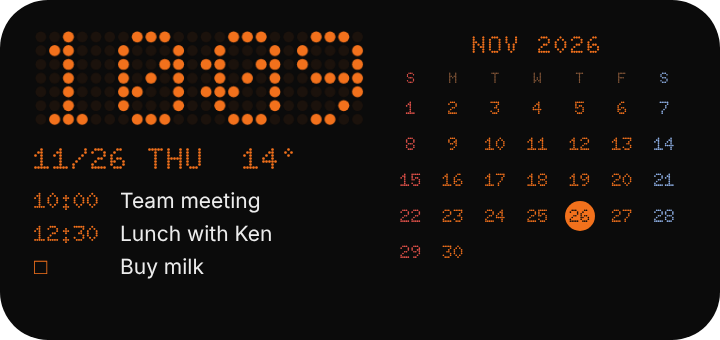 10:09
11/26 THU 14°
10:00 Team meeting
12:30 Lunch with Ken
□ Buy milk
NOV 2026
S M T W T F S
1 2 3 4 5 6 7
8 9 10 11 12 13 14
15 16 17 18 19 20 21
22 23 24 25 26 27 28
29 30